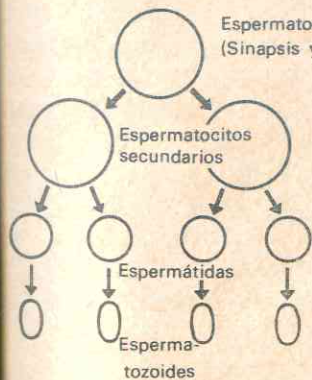 Espermato
(Sinapsis y
Espermatocitos
secundarios
Espermátidas
Esperma-
tozoides